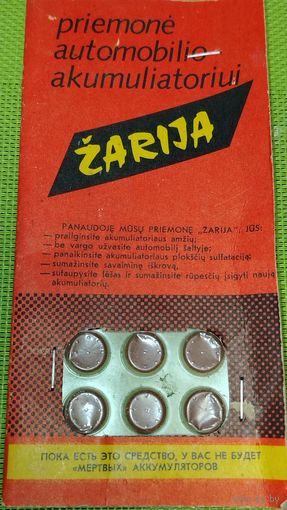 priemonė
automobilio
akumuliatoriui
ŽARIJA
PANAUDOJĘ MŪSŲ PRIEMONĘ „ŽARIJA“, JŪS:
— prailginsite akumuliatoriaus amžių;
— be vargo užvesite automobilį šaltyje;
— panaikinsite akumuliatoriaus plokščių sulfataciją;
— sumažinsite savaiminę iškrovą,
— sutaupysite lėšas ir sumažinsite rūpesčių įsigyti naują
akumuliatorių.
ПОКА ЕСТЬ ЭТО СРЕДСТВО, У ВАС НЕ БУДЕТ
«МЕРТВЫХ» АККУМУЛЯТОРОВ